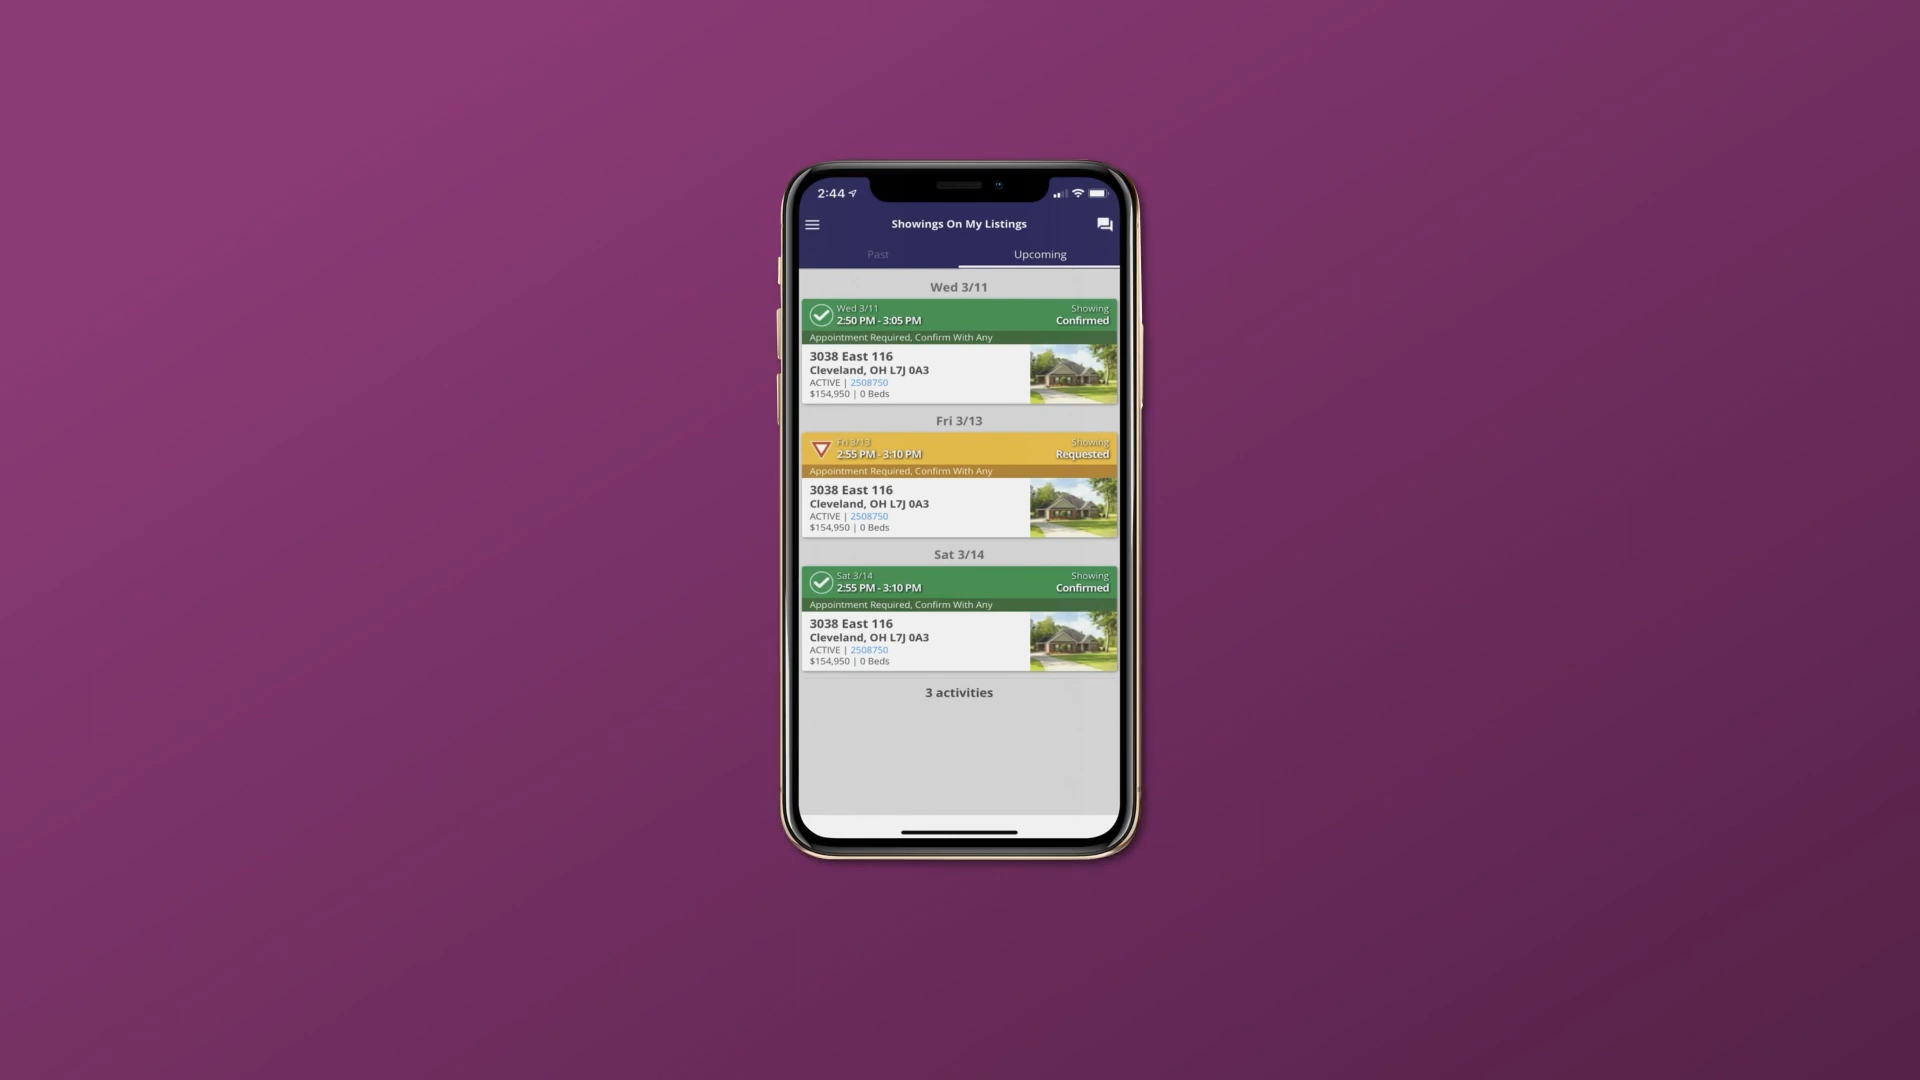 2:44
Showings On My Listings
Past
Upcoming
Wed 3/11
Wed 3/11
Showing
2:50 PM - 3:05 PM
Confirmed
Appointment Required, Confirm With Any
3038 East 116
Cleveland, OH L7J 0A3
ACTIVE | 2508750
$154,950 | 0 Beds
Fri 3/13
Fri 3/13
Showing
2:55 PM - 3:10 PM
Requested
Appointment Required, Confirm With Any
3038 East 116
Cleveland, OH L7J 0A3
ACTIVE | 2508750
$154,950 | 0 Beds
Sat 3/14
Sat 3/14
Showing
2:55 PM - 3:10 PM
Confirmed
Appointment Required, Confirm With Any
3038 East 116
Cleveland, OH L7J 0A3
ACTIVE | 2508750
$154,950 | 0 Beds
3 activities